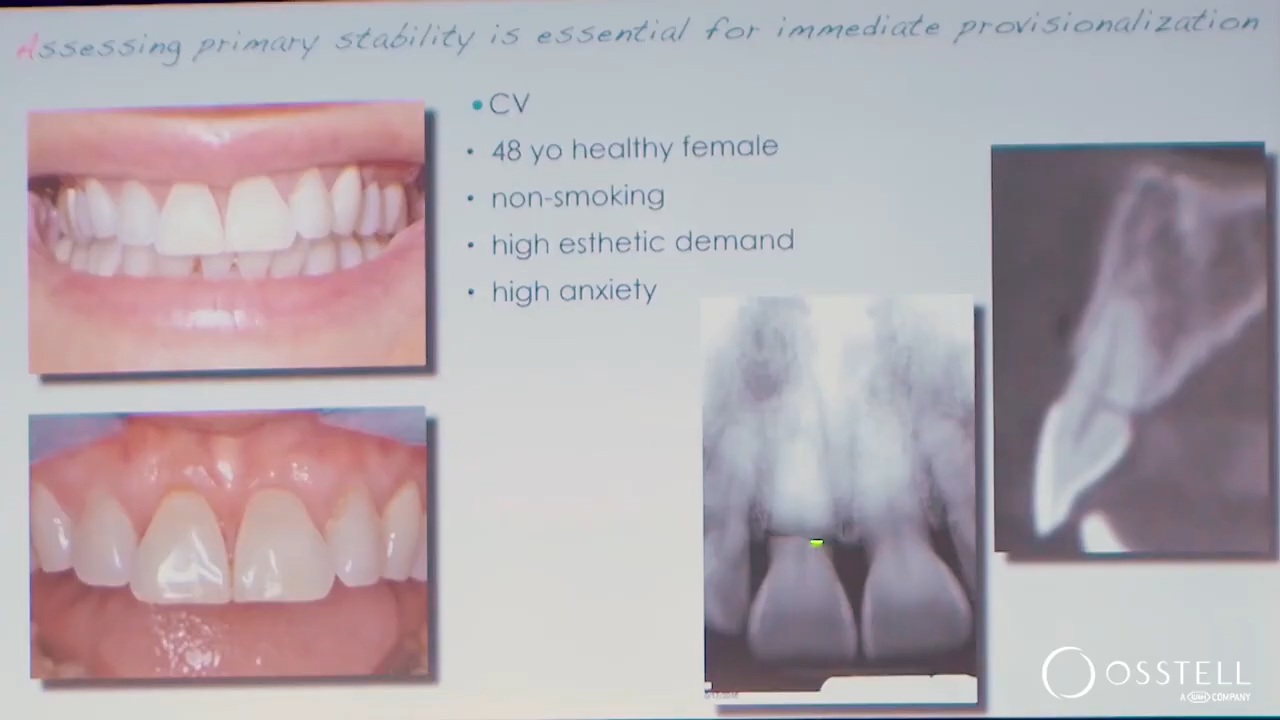 Assessing primary stability is essential for immediate provisionalization
• CV
• 48 yo healthy female
• non-smoking
• high esthetic demand
• high anxiety
OSSTELL
A W&H COMPANY